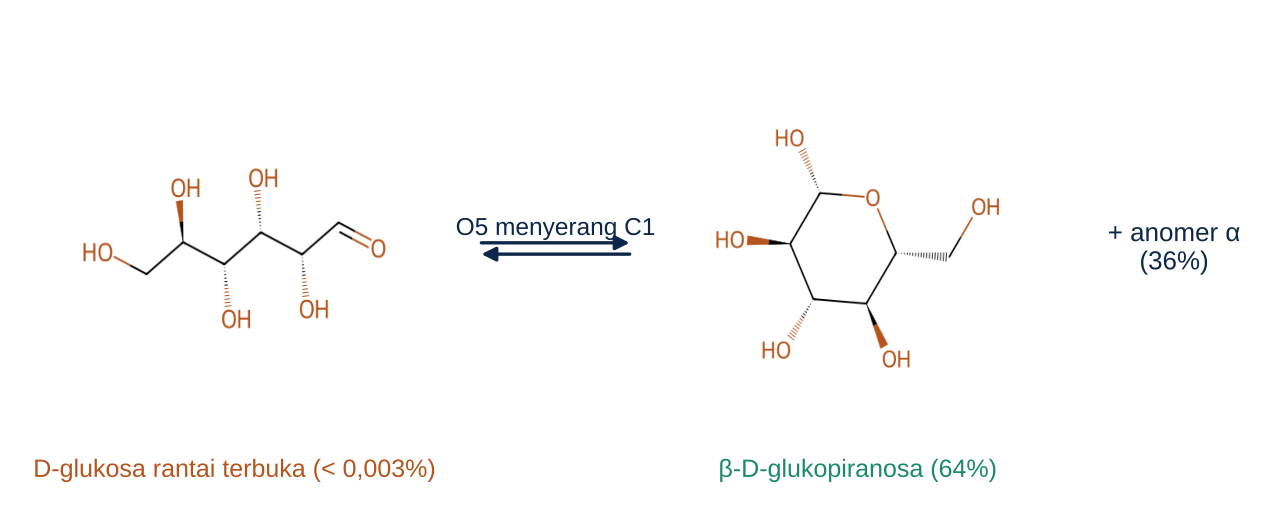 HO
OH
OH
OH
OH
O
O5 menyerang C1
HO
O
OH
HO
HO
OH
+ anomer α
(36%)
D-glukosa rantai terbuka (< 0,003%)
β-D-glukopiranosa (64%)